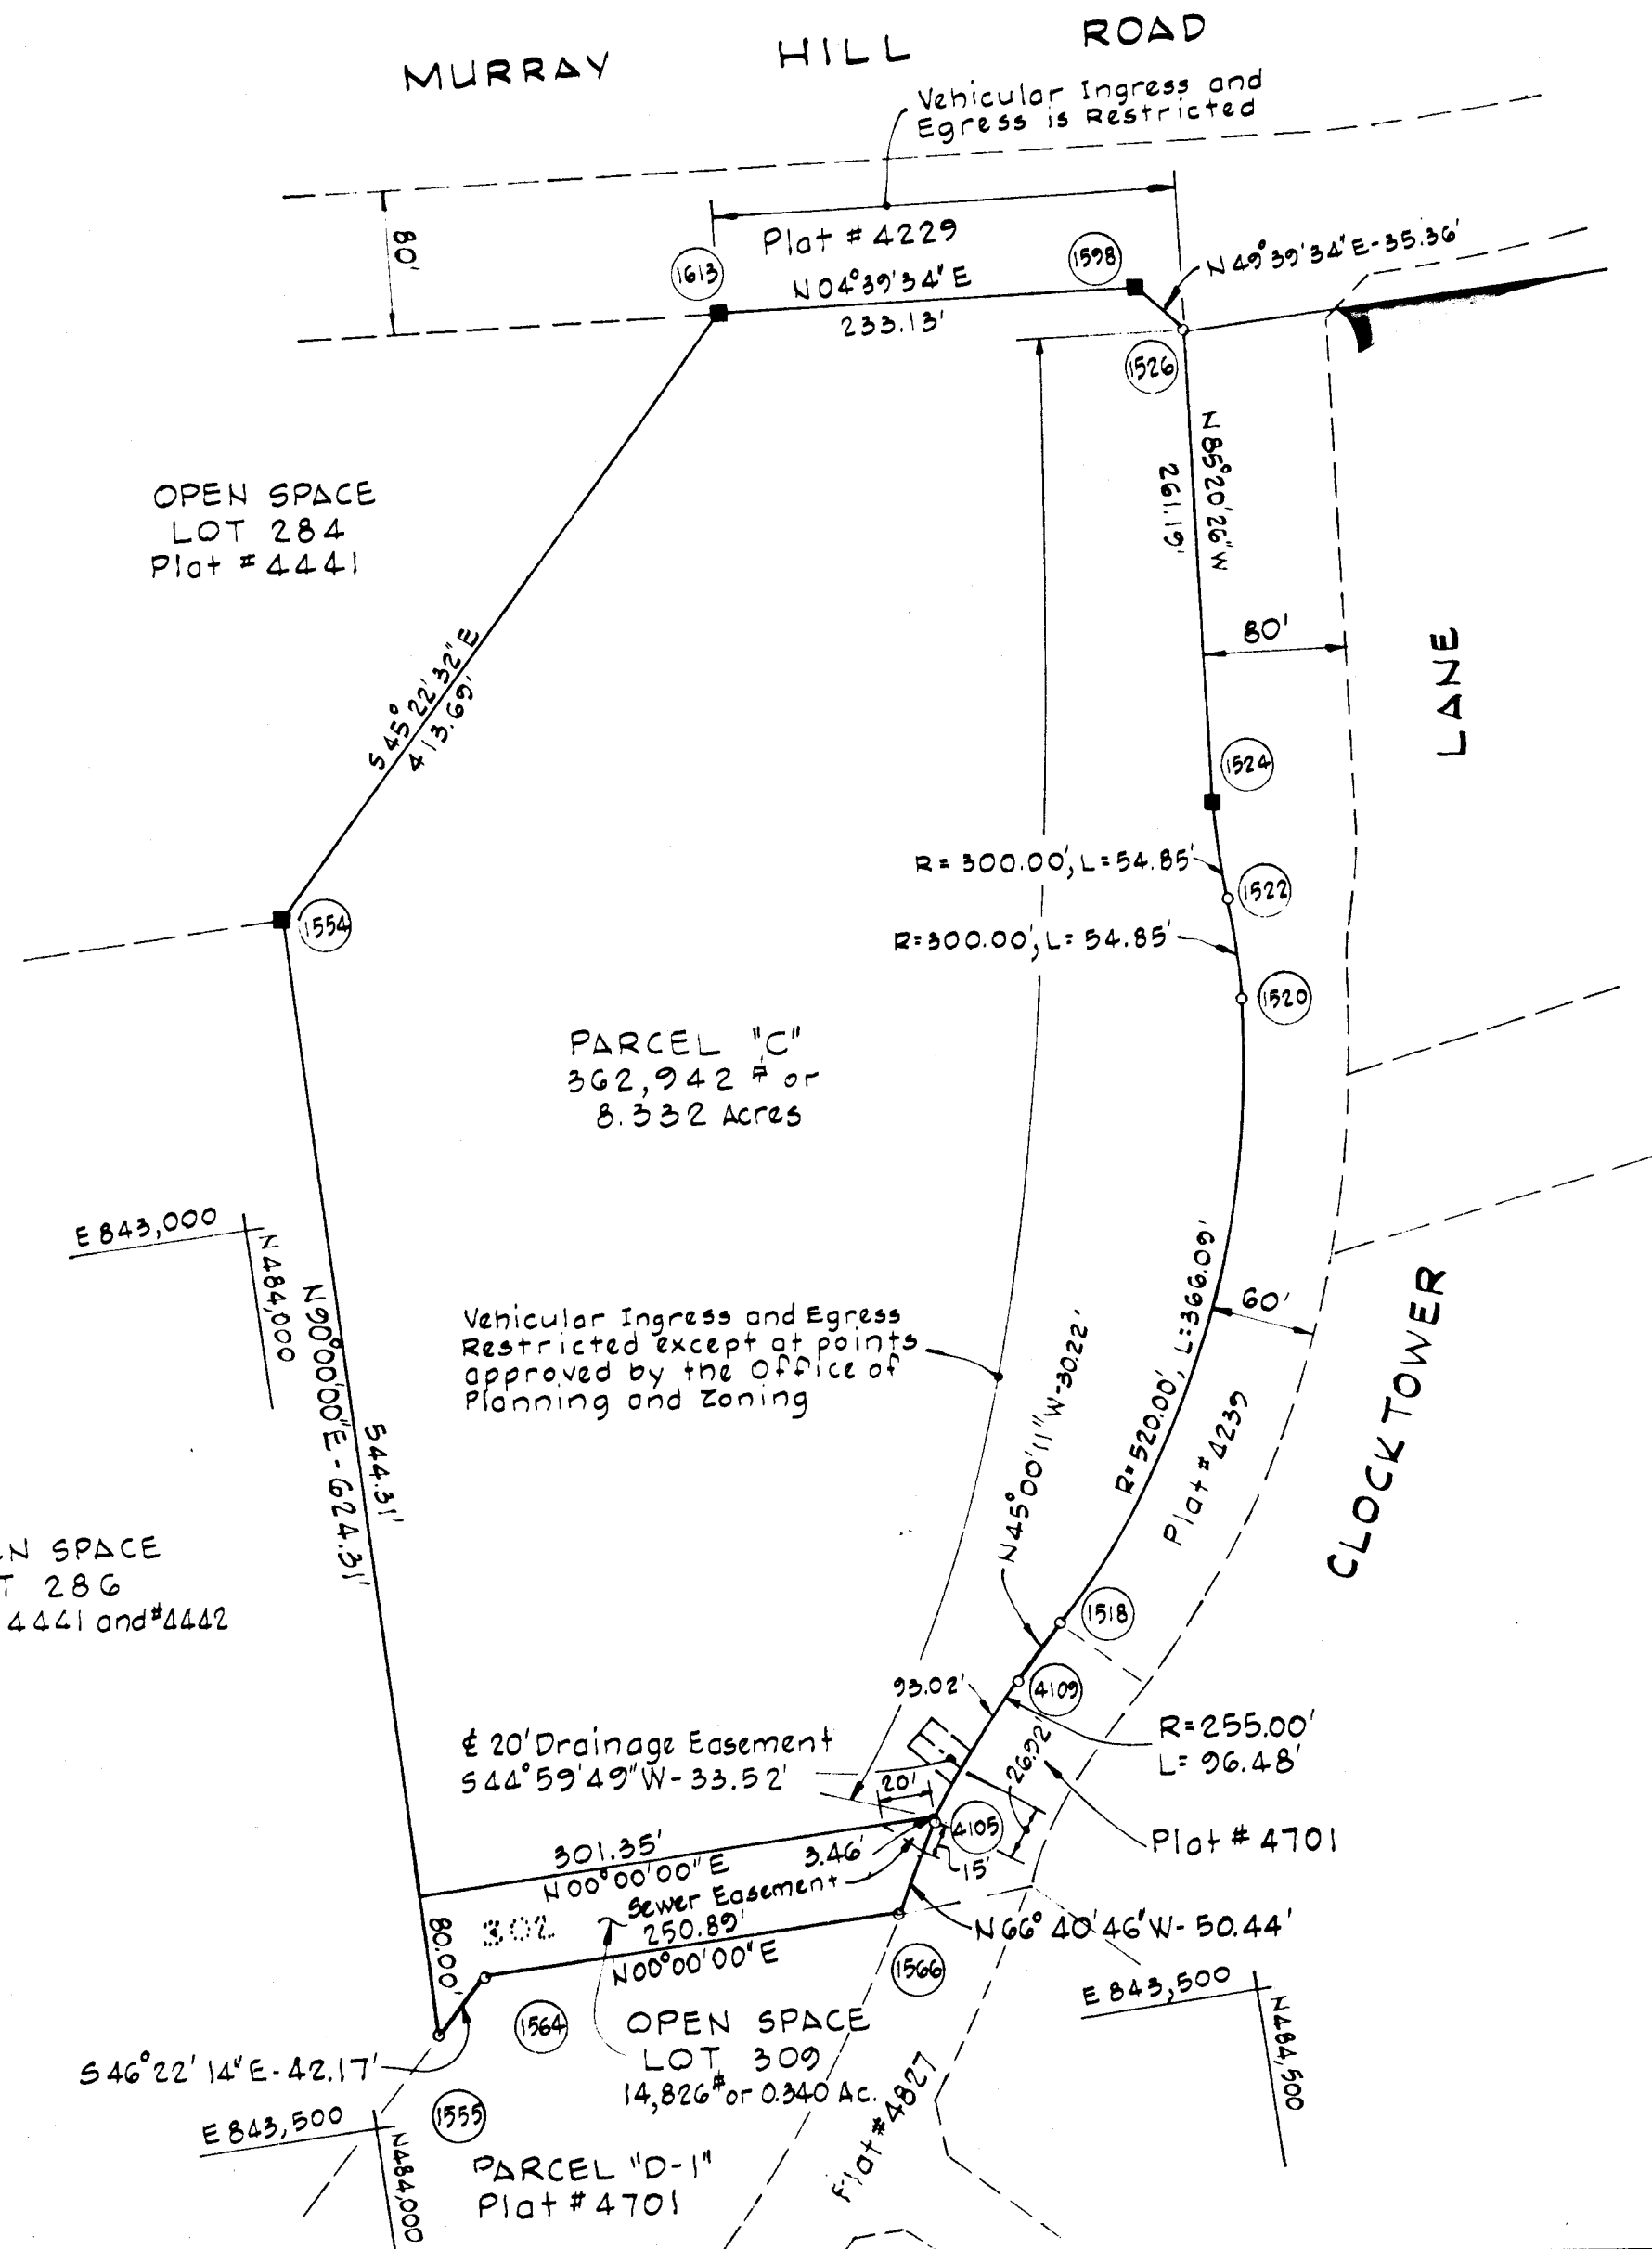 MURRAY HILL ROAD
Vehicular Ingress and
Egress is Restricted
80'
Plat # 4229
1613
1598
N04°39'34"E
233.13'
N49°39'34"E-35.36'
1526
N85°20'26"W
261.19'
OPEN SPACE
LOT 284
Plat # 4441
80'
LANE
S45°22'32"E
413.69'
1524
R=300.00', L=54.85'
1522
R=300.00', L=54.85'
1554
1520
PARCEL "C"
362,942 # or
8.332 Acres
E 843,000
N484,000
N90°00'00"E-624.31'
544.31'
Vehicular Ingress and Egress
Restricted except at points
approved by the Office of
Planning and Zoning
60'
R=520.00', L=366.09'
N45°00'11"W-30.22'
Plat # 4239
CLOCKTOWER
N SPACE
T 286
4441 and #4442
1518
93.02'
4109
℄ 20' Drainage Easement
S44°59'49"W-33.52'
26.92'
R=255.00'
L=96.48'
20'
4105
Plat # 4701
301.35'
N00°00'00"E
3.46'
15'
Sewer Easement
80.00'
302
250.89'
N00°00'00"E
N66°40'46"W-50.44'
1566
E 843,500
N484,500
1564
OPEN SPACE
LOT 309
14,826# or 0.340 Ac.
S46°22'14"E-42.17'
Plat #4827
1555
E 843,500
N484,000
PARCEL "D-1"
Plat # 4701